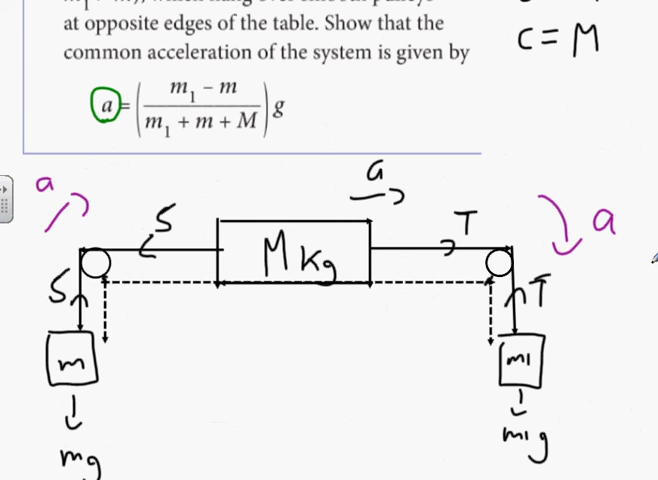 at opposite edges of the table. Show that the
common acceleration of the system is given by
a = ( m₁ − m / m₁ + m + M ) g
C = M
a
a
S
T
a
M Kg
S
T
m
m1
mg
m1g